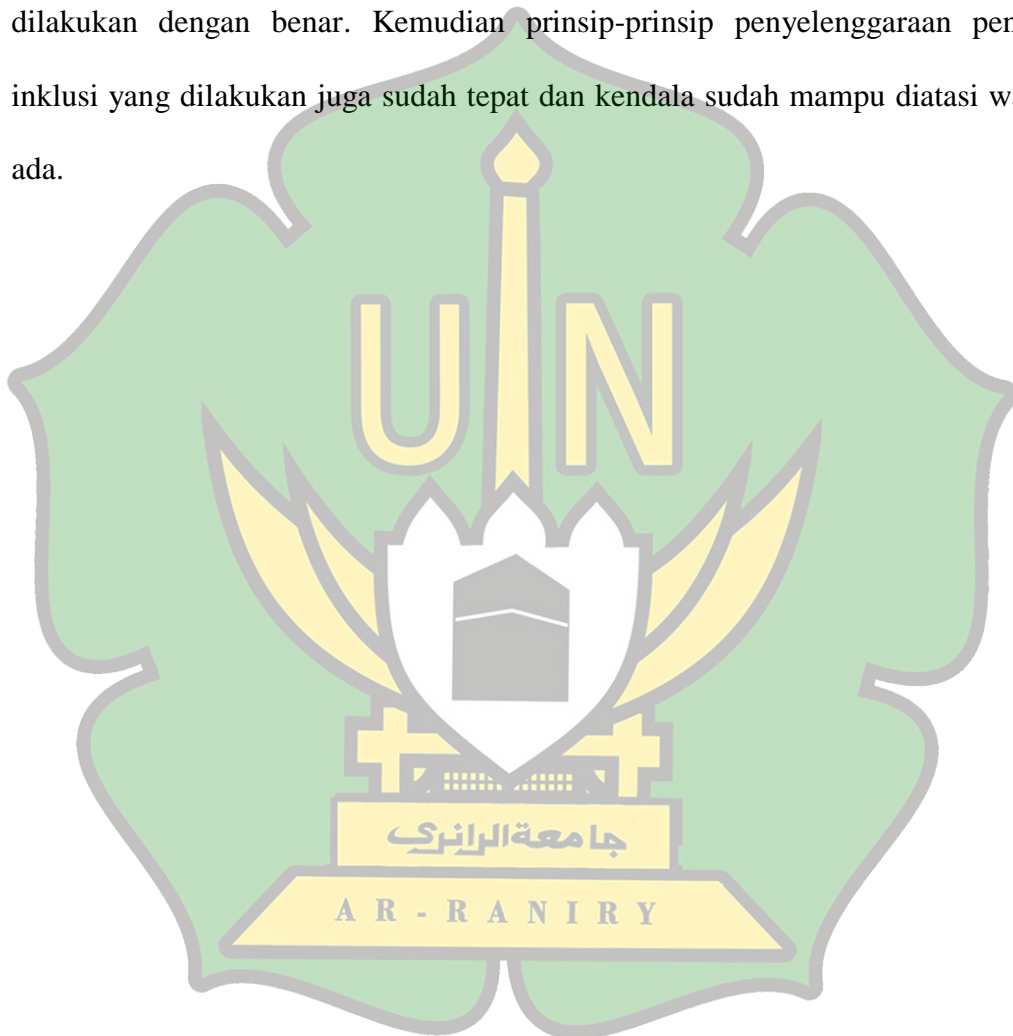 dilakukan dengan benar. Kemudian prinsip-prinsip penyelenggaraan
inklusi yang dilakukan juga sudah tepat dan kendala sudah mampu diatasi
ada.
UIN
جامعة الرانري
AR-RANIRY